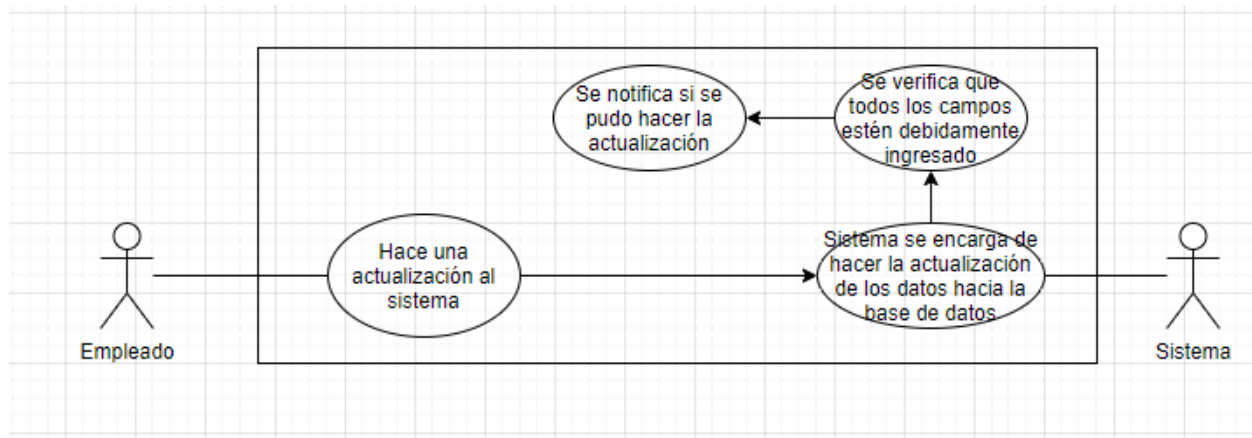 Se notifica si se
pudo hacer la
actualización
Se verifica que
todos los campos
estén debidamente
ingresado
Hace una
actualización al
sistema
Sistema se encarga de
hacer la actualización
de los datos hacia la
base de datos
Empleado
Sistema